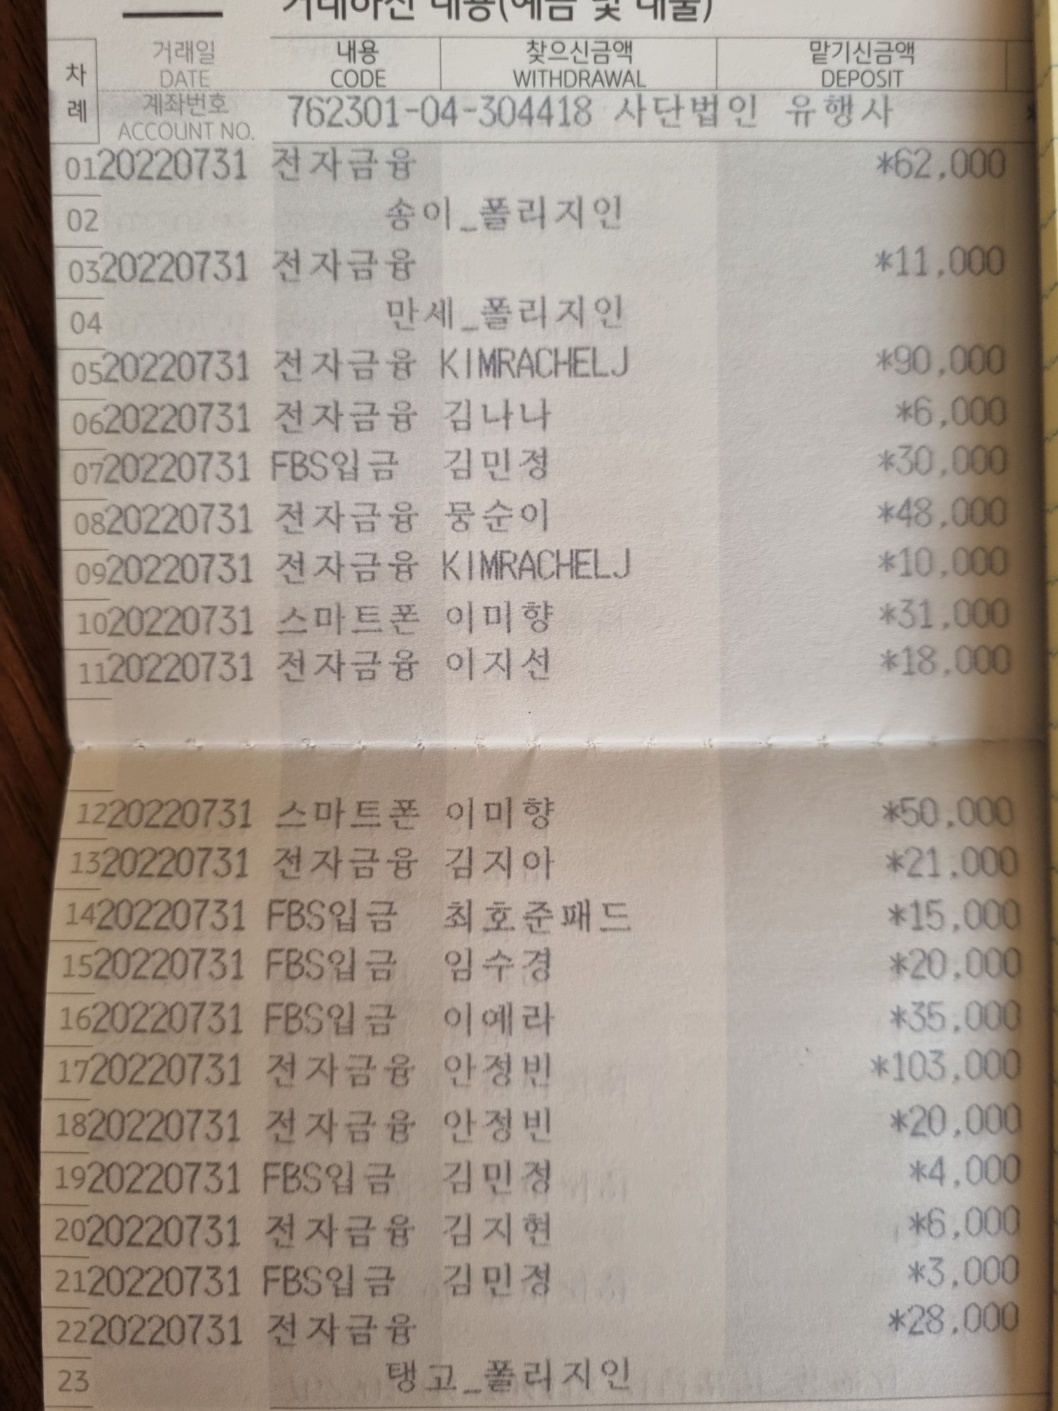 거래하신 내용(예금 및 대출)
차례 거래일 내용 찾으신금액 맡기신금액
DATE CODE WITHDRAWAL DEPOSIT
계좌번호 762301-04-304418 사단법인 유행사
ACCOUNT NO.
01 20220731 전자금융 *62,000
02 송이_폴리지인
03 20220731 전자금융 *11,000
04 만세_폴리지인
05 20220731 전자금융 KIMRACHELJ *90,000
06 20220731 전자금융 김나나 *6,000
07 20220731 FBS입금 김민정 *30,000
08 20220731 전자금융 뭉순이 *48,000
09 20220731 전자금융 KIMRACHELJ *10,000
10 20220731 스마트폰 이미향 *31,000
11 20220731 전자금융 이지선 *18,000
12 20220731 스마트폰 이미향 *50,000
13 20220731 전자금융 김지아 *21,000
14 20220731 FBS입금 최호준패드 *15,000
15 20220731 FBS입금 임수경 *20,000
16 20220731 FBS입금 이예라 *35,000
17 20220731 전자금융 안정빈 *103,000
18 20220731 전자금융 안정빈 *20,000
19 20220731 FBS입금 김민정 *4,000
20 20220731 전자금융 김지현 *6,000
21 20220731 FBS입금 김민정 *3,000
22 20220731 전자금융 *28,000
23 탱고_폴리지인